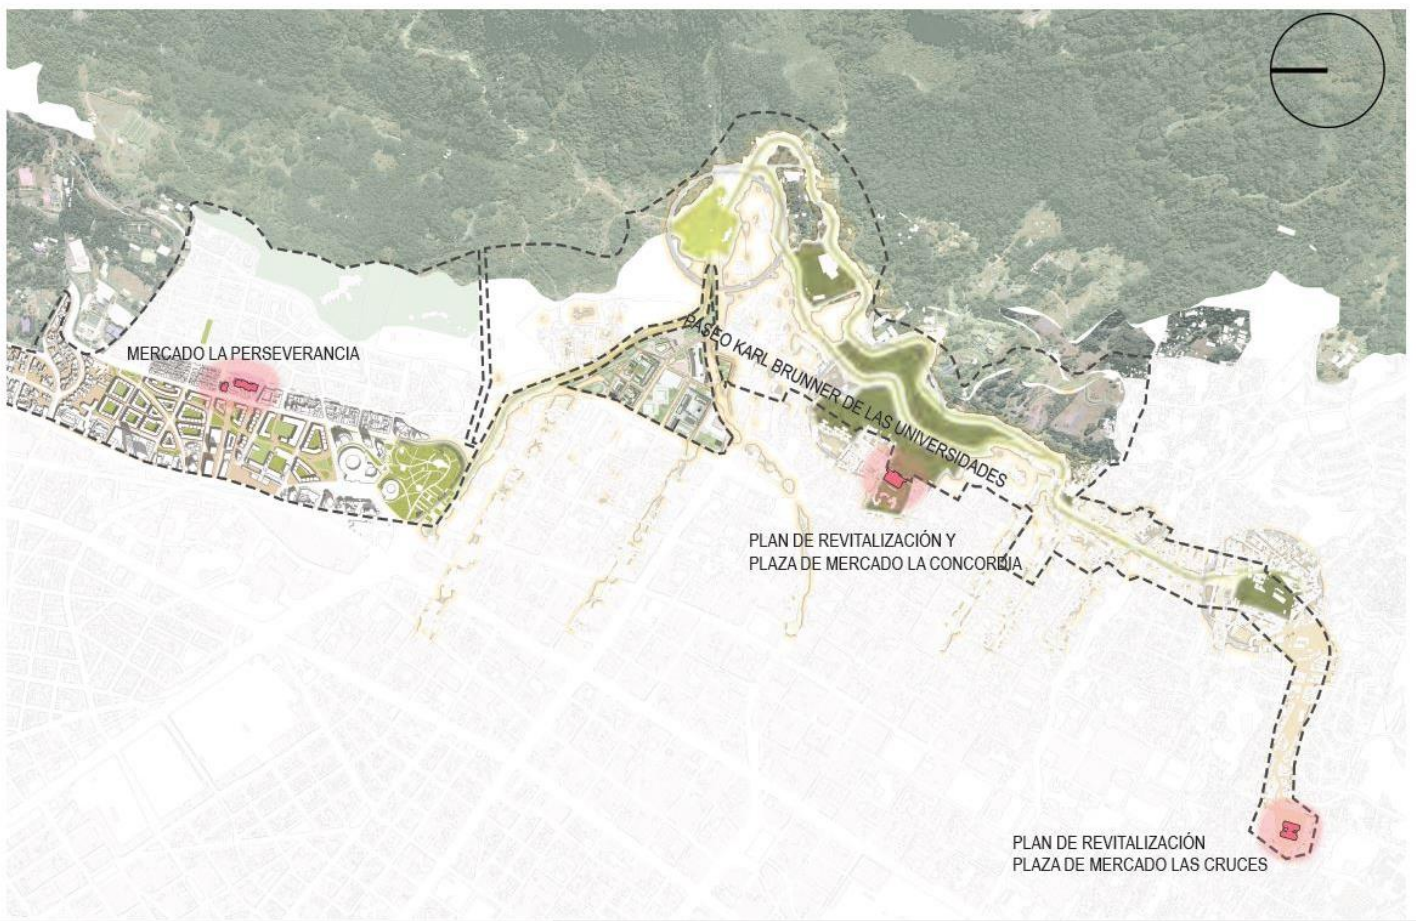 MERCADO LA PERSEVERANCIA
PASEO KARL BRUNNER DE LAS UNIVERSIDADES
PLAN DE REVITALIZACIÓN Y
PLAZA DE MERCADO LA CONCORDIA
PLAN DE REVITALIZACIÓN
PLAZA DE MERCADO LAS CRUCES